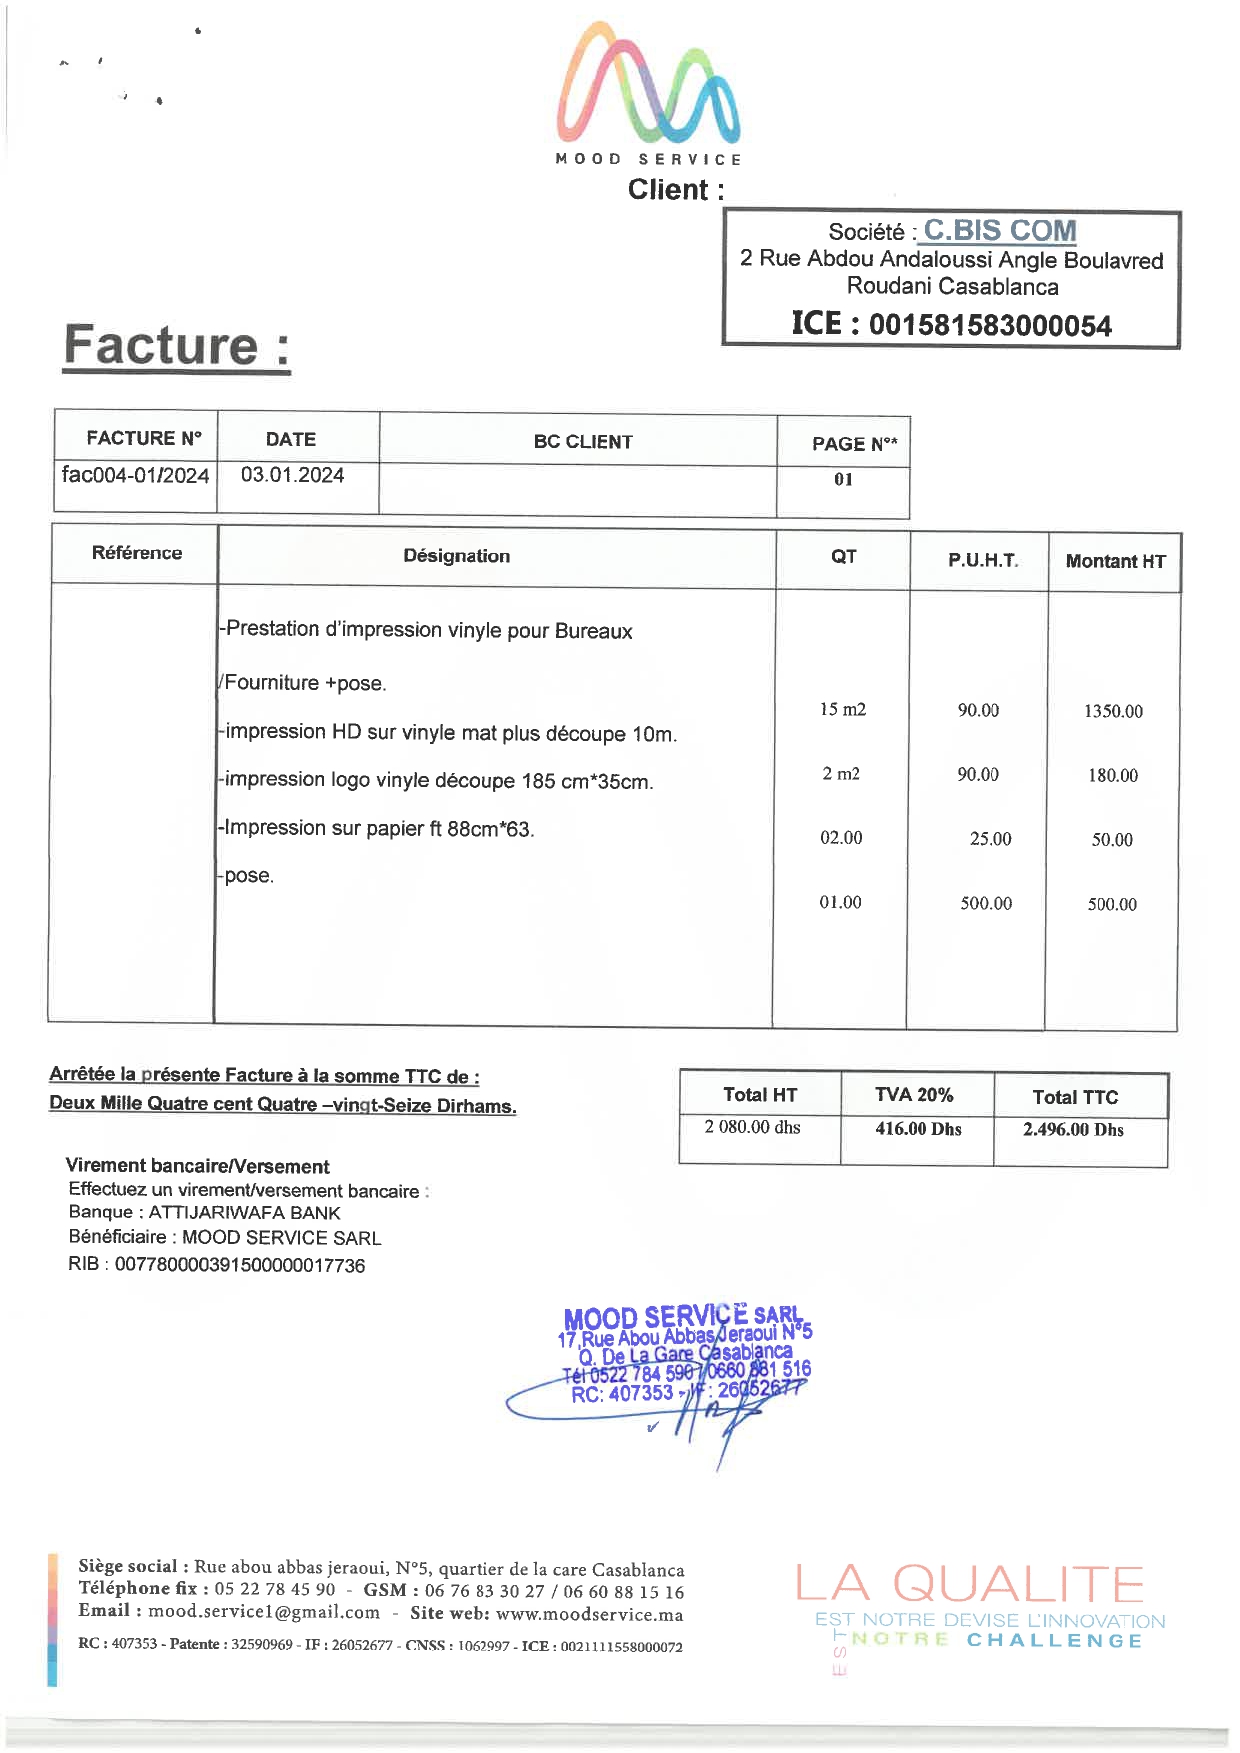 MOOD SERVICE
Client :
Société : C.BIS COM
2 Rue Abdou Andaloussi Angle Boulavred
Roudani Casablanca
ICE : 001581583000054
Facture :
FACTURE N° DATE BC CLIENT PAGE N°*
fac004-01/2024 03.01.2024 01
Référence Désignation QT P.U.H.T. Montant HT
-Prestation d'impression vinyle pour Bureaux
/Fourniture +pose.
15 m2 90.00 1350.00
-impression HD sur vinyle mat plus découpe 10m.
-impression logo vinyle découpe 185 cm*35cm.
2 m2 90.00 180.00
-Impression sur papier ft 88cm*63.
02.00 25.00 50.00
-pose.
01.00 500.00 500.00
Arrêtée la présente Facture à la somme TTC de :
Deux Mille Quatre cent Quatre –vingt-Seize Dirhams.
Total HT TVA 20% Total TTC
2 080.00 dhs 416.00 Dhs 2.496.00 Dhs
Virement bancaire/Versement
Effectuez un virement/versement bancaire :
Banque : ATTIJARIWAFA BANK
Bénéficiaire : MOOD SERVICE SARL
RIB : 007780000391500000017736
MOOD SERVICE SARL
17,Rue Abou Abbas Jeraoui N°5
Q. De La Gare Casablanca
Tél 0522 784 590 / 0660 881 516
RC: 407353 - IF : 26052677
Siège social : Rue abou abbas jeraoui, N°5, quartier de la care Casablanca
Téléphone fix : 05 22 78 45 90 - GSM : 06 76 83 30 27 / 06 60 88 15 16
Email : mood.service1@gmail.com - Site web: www.moodservice.ma
RC : 407353 - Patente : 32590969 - IF : 26052677 - CNSS : 1062997 - ICE : 0021111558000072
LA QUALITE
EST NOTRE DEVISE L'INNOVATION
EST NOTRE CHALLENGE